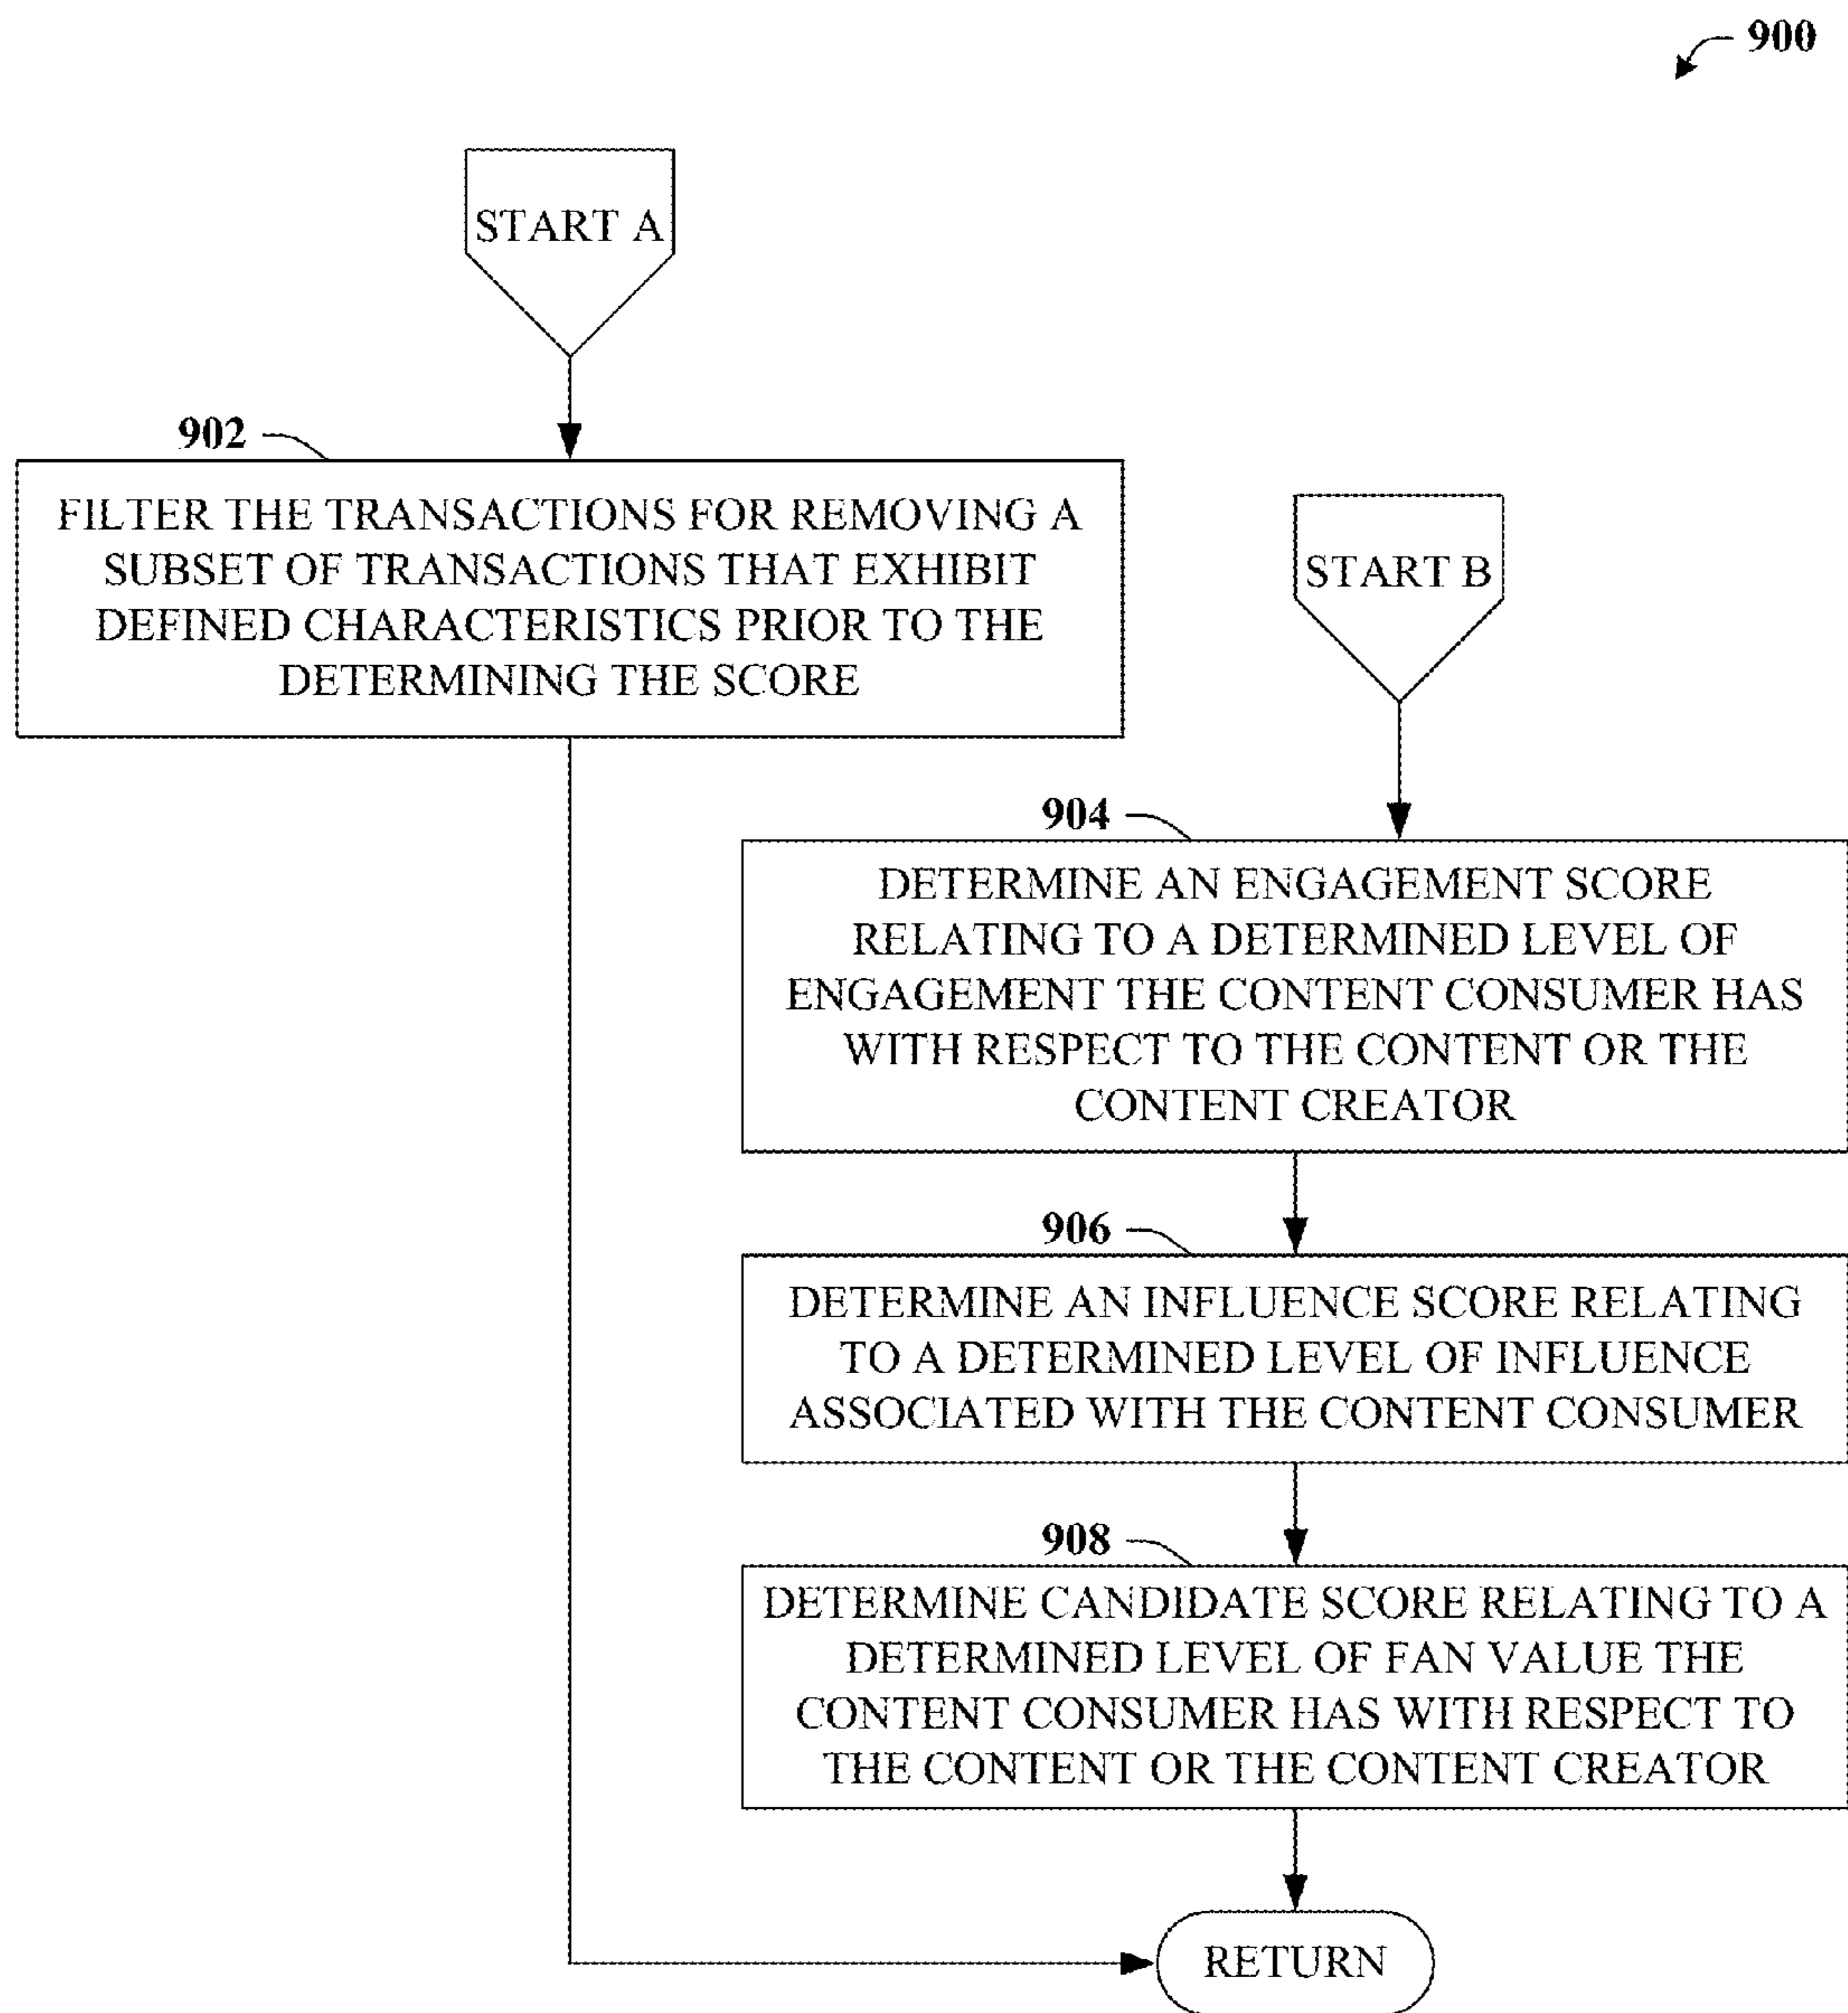 900
START A
902
FILTER THE TRANSACTIONS FOR REMOVING A
SUBSET OF TRANSACTIONS THAT EXHIBIT
DEFINED CHARACTERISTICS PRIOR TO THE
DETERMINING THE SCORE
START B
904
DETERMINE AN ENGAGEMENT SCORE
RELATING TO A DETERMINED LEVEL OF
ENGAGEMENT THE CONTENT CONSUMER HAS
WITH RESPECT TO THE CONTENT OR THE
CONTENT CREATOR
906
DETERMINE AN INFLUENCE SCORE RELATING
TO A DETERMINED LEVEL OF INFLUENCE
ASSOCIATED WITH THE CONTENT CONSUMER
908
DETERMINE CANDIDATE SCORE RELATING TO A
DETERMINED LEVEL OF FAN VALUE THE
CONTENT CONSUMER HAS WITH RESPECT TO
THE CONTENT OR THE CONTENT CREATOR
RETURN